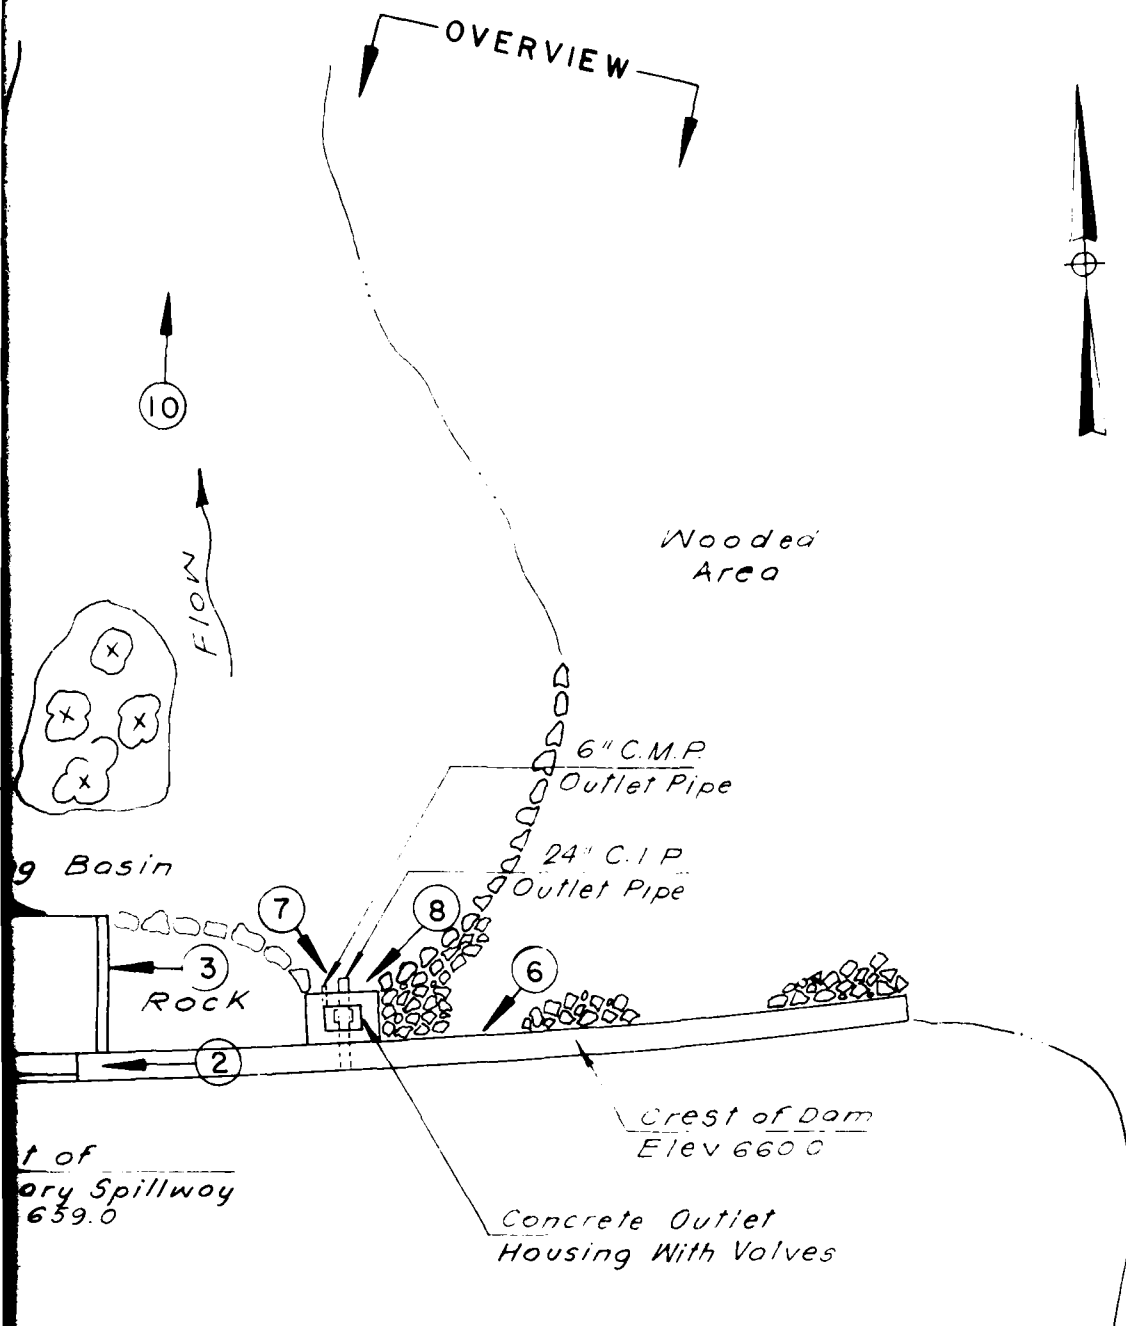 OVERVIEW
10
Flow
Wooded
Area
6" C.M.P.
Outlet Pipe
24" C.I.P.
Outlet Pipe
g Basin
7
8
3
6
Rock
2
Crest of Dam
Elev 660.0
t of
ary Spillway
659.0
Concrete Outlet
Housing With Valves